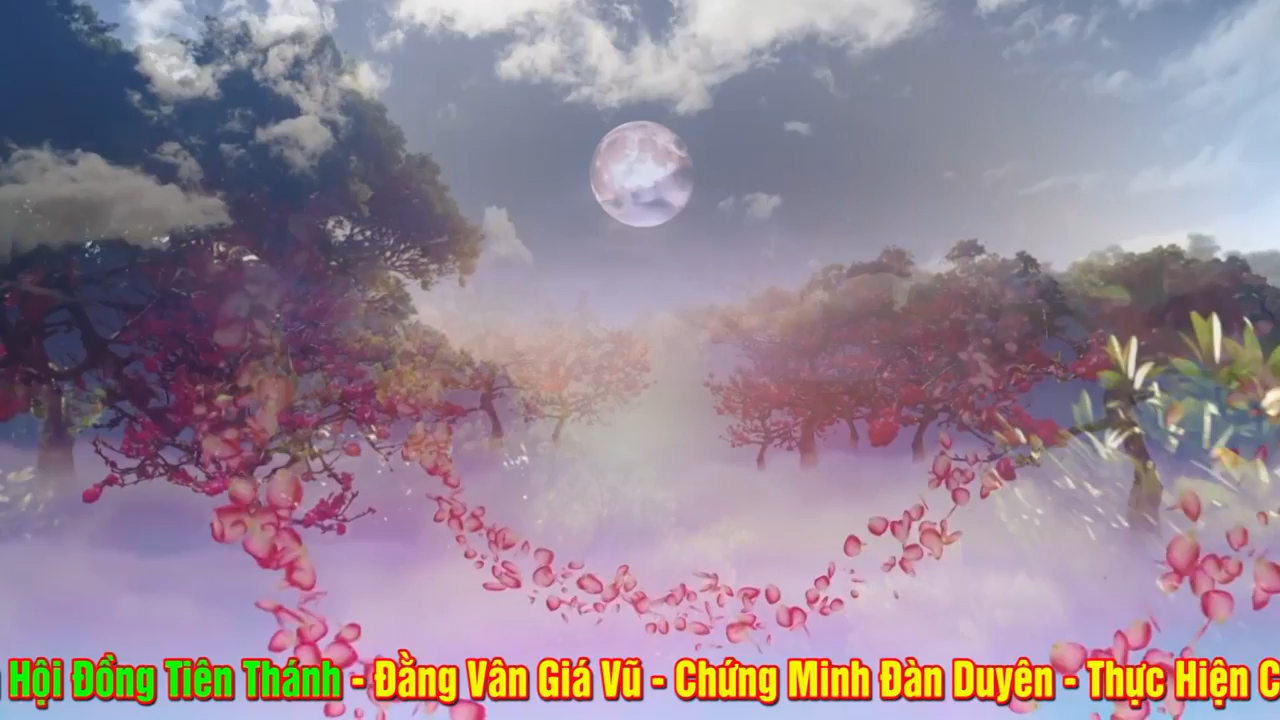 Hội Đồng Tiên Thánh - Đằng Vân Giá Vũ - Chứng Minh Đàn Duyên - Thực Hiện